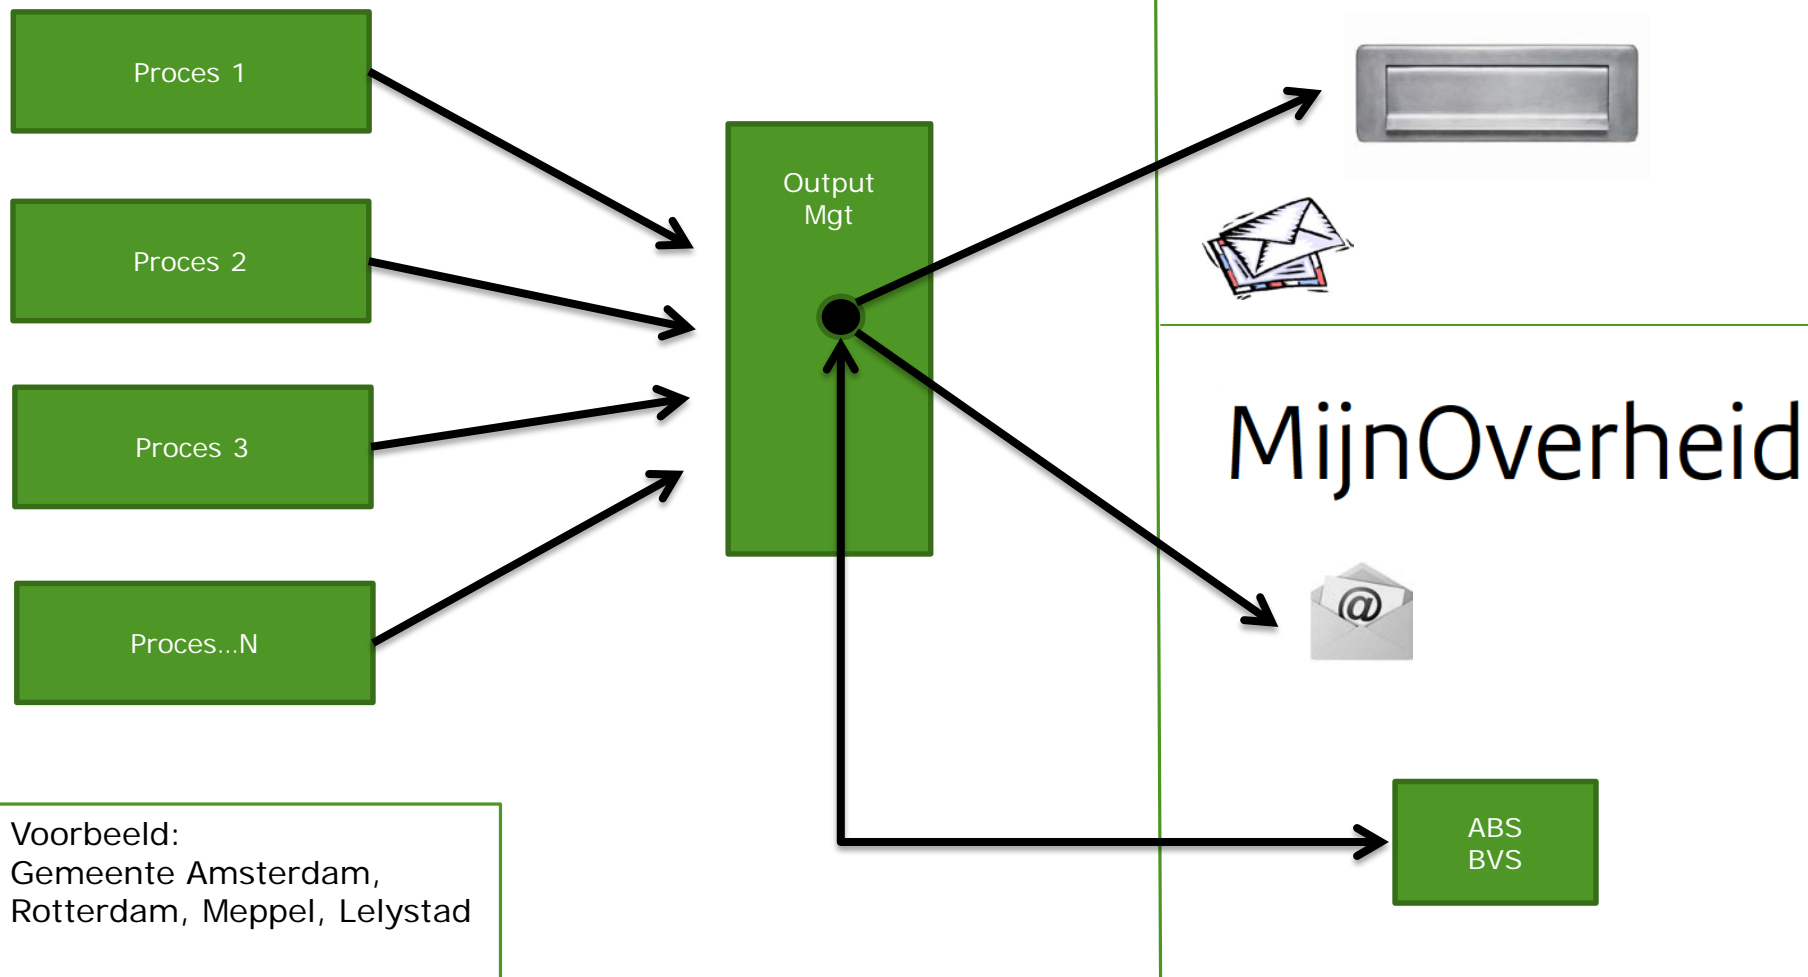 Proces 1
Proces 2
Proces 3
Proces...N
Output
Mgt
MijnOverheid
@
ABS
BVS
Voorbeeld:
Gemeente Amsterdam,
Rotterdam, Meppel, Lelystad